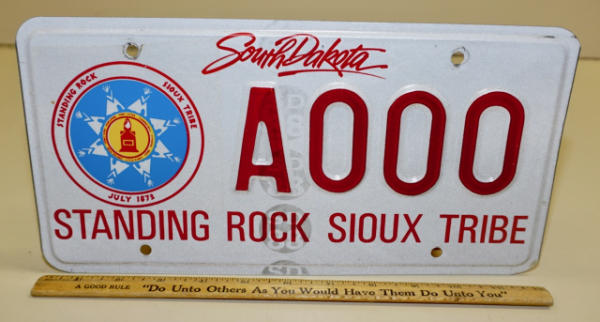 South Dakota
STANDING ROCK SIOUX TRIBE
JULY 1873
A000
STANDING ROCK SIOUX TRIBE
A GOOD RULE "Do Unto Others As You Would Have Them Do Unto You"